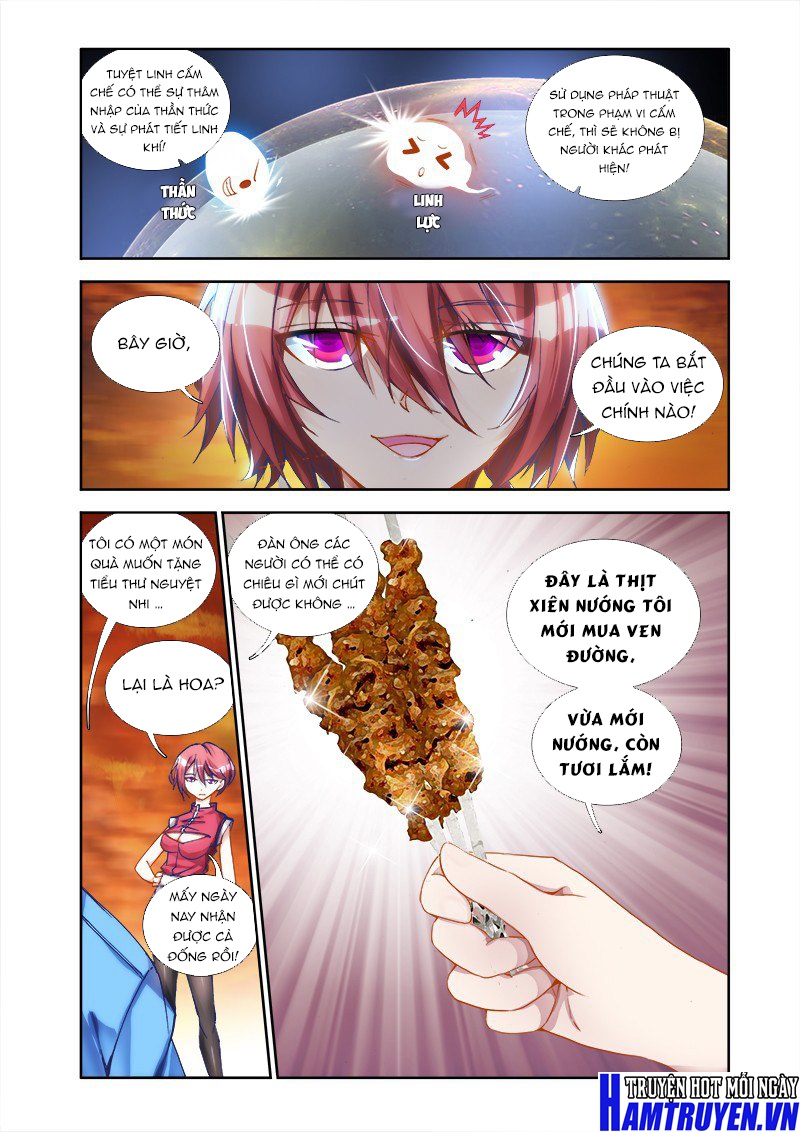 TUYỆT LINH CẤM
CHẾ CÓ THỂ SỰ THÂM
NHẬP CỦA THẦN THỨC
VÀ SỰ PHÁT TIẾT LINH
KHÍ!
SỬ DỤNG PHÁP THUẬT
TRONG PHẠM VI CẤM
CHẾ, THÌ SẼ KHÔNG BỊ
NGƯỜI KHÁC PHÁT
HIỆN!
THẦN
THỨC
LINH
LỰC
BÂY GIỜ,
CHÚNG TA BẮT
ĐẦU VÀO VIỆC
CHÍNH NÀO!
TÔI CÓ MỘT MÓN
QUÀ MUỐN TẶNG
TIỂU THƯ NGUYỆT
NHI ...
LẠI LÀ HOA?
MẤY NGÀY
NAY NHẬN
ĐƯỢC CẢ
ĐỐNG RỒI!
ĐÀN ÔNG CÁC
NGƯỜI CÓ THỂ CÓ
CHIÊU GÌ MỚI CHÚT
ĐƯỢC KHÔNG ...
ĐÂY LÀ THỊT
XIÊN NƯỚNG TÔI
MỚI MUA VEN
ĐƯỜNG,
VỪA MỚI
NƯỚNG, CÒN
TƯƠI LẮM!
TRUYỆN HOT MỖI NGÀY
HAMTRUYEN.VN